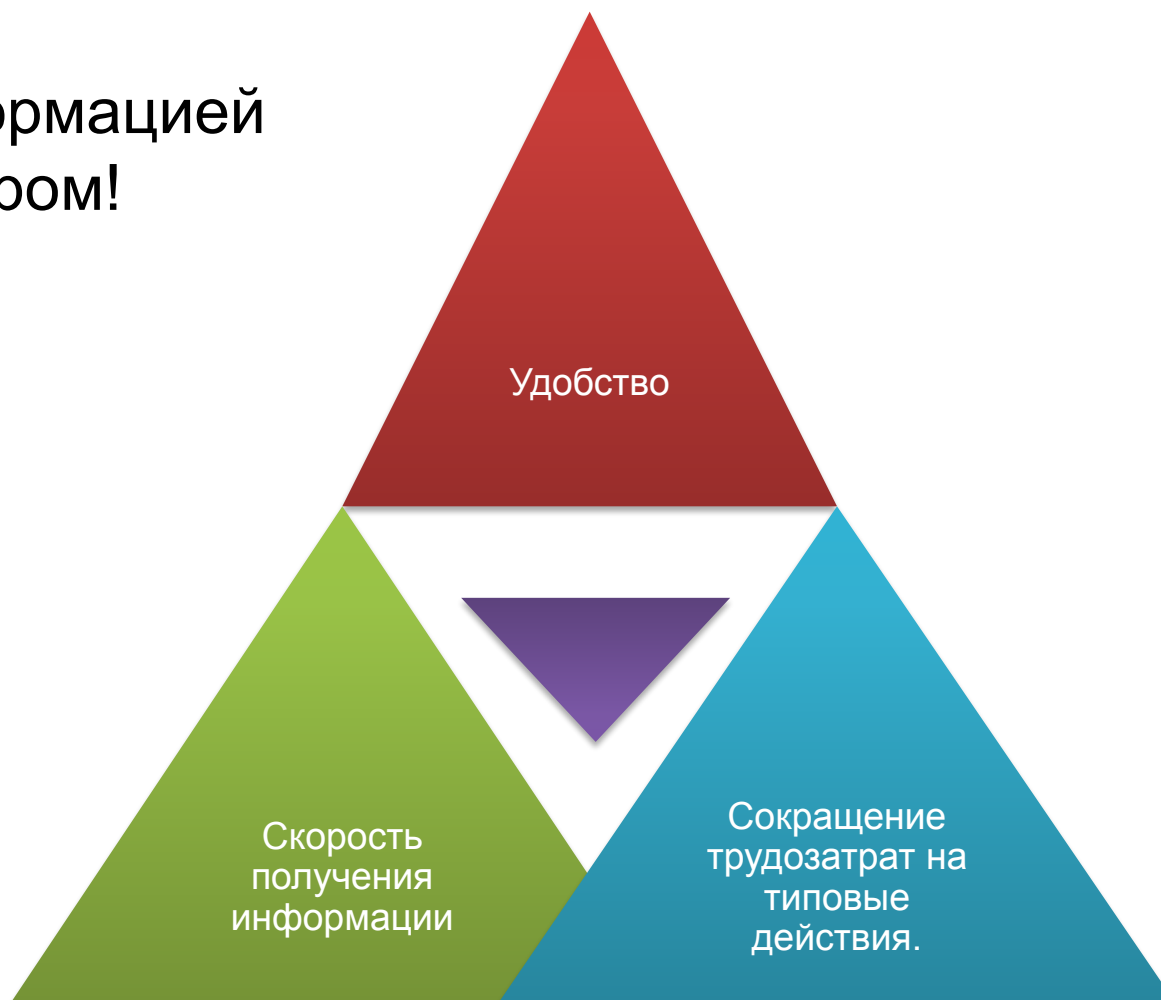 ормацией
ром!
Удобство
Скорость
получения
информации
Сокращение
трудозатрат на
типовые
действия.